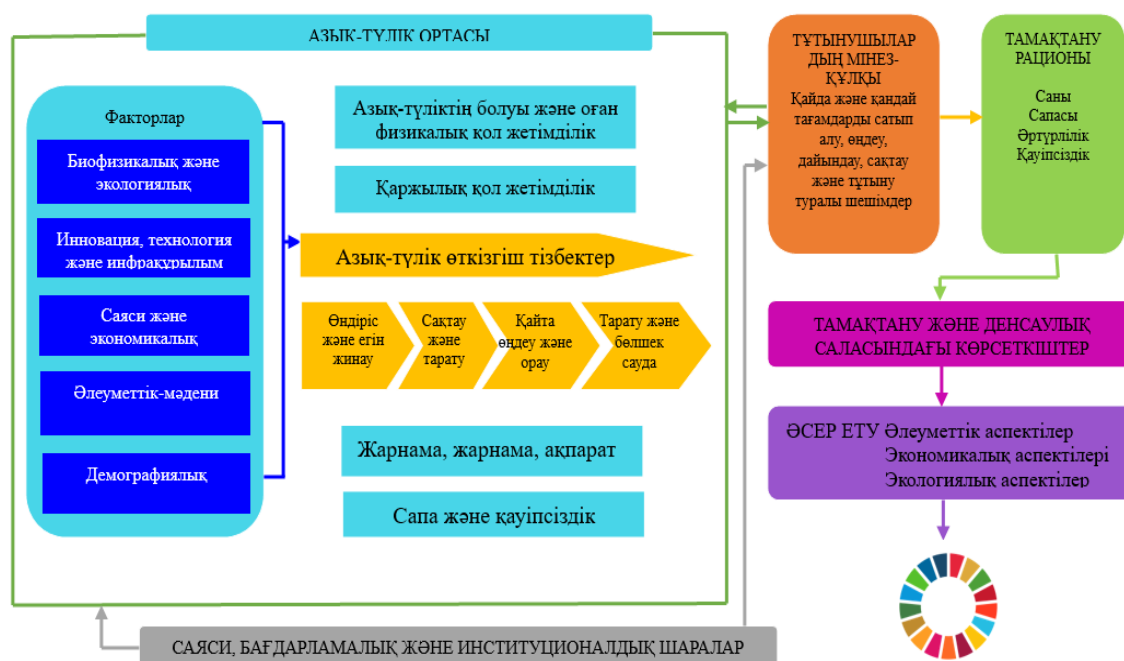 АЗЫҚ-ТҮЛІК ОРТАСЫ
Факторлар
Биофизикалық және
экологиялық
Инновация, технология
және инфрақұрылым
Саяси және
экономикалық
Әлеуметтік-мәдени
Демографиялық
Азық-түліктің болуы және оған
физикалық қол жетімділік
Қаржылық қол жетімділік
Азық-түлік өткізгіш тізбектер
Өндіріс
және егін
жинау
Сақтау
және
тарату
Қайта
өңдеу және
орау
Тарату және
бөлшек
сауда
Жарнама, жарнама, ақпарат
Сапа және қауіпсіздік
ТҰТЫНУШЫЛАР
ДЫҢ МІНЕЗ-
ҚҰЛҚЫ
Қайда және қандай
тағамдарды сатып
алу, өңдеу,
дайындау, сақтау
және тұтыну
туралы шешімдер
ТАМАҚТАНУ
РАЦИОНЫ
Саны
Сапасы
Әртүрлілік
Қауіпсіздік
ТАМАҚТАНУ ЖӘНЕ ДЕНСАУЛЫҚ
САЛАСЫНДАҒЫ КӨРСЕТКІШТЕР
ӘСЕР ЕТУ Әлеуметтік аспектілер
Экономикалық аспектілері
Экологиялық аспектілер
САЯСИ, БАҒДАРЛАМАЛЫҚ ЖӘНЕ ИНСТИТУЦИОНАЛДЫҚ ШАРАЛАР